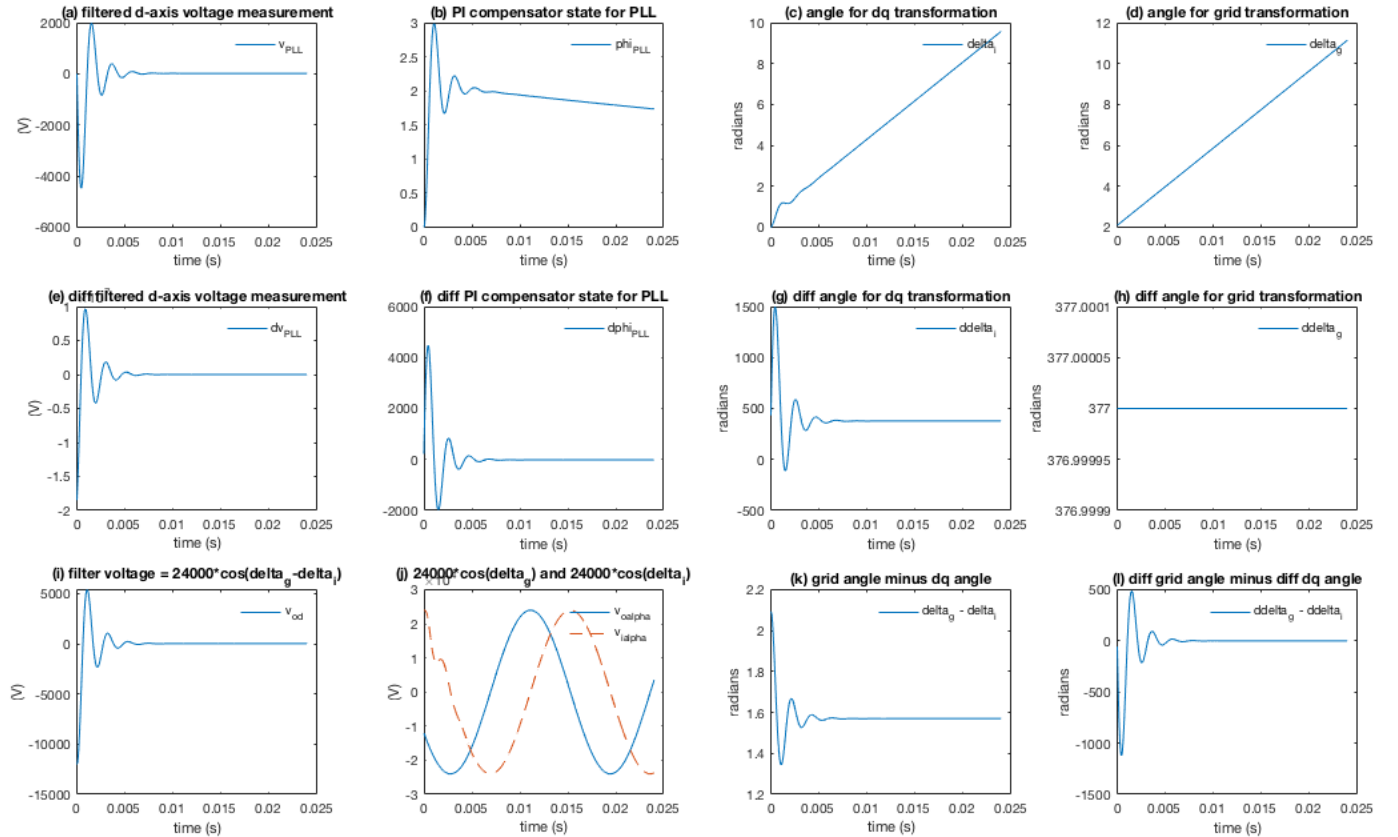 (a) filtered d-axis voltage measurement
2000
0
-2000
-4000
-6000
(V)
v_PLL
0 0.005 0.01 0.015 0.02 0.025
time (s)
(b) PI compensator state for PLL
3
2.5
2
1.5
1
0.5
0
phi_PLL
0 0.005 0.01 0.015 0.02 0.025
time (s)
(c) angle for dq transformation
10
8
6
4
2
0
radians
delta_i
0 0.005 0.01 0.015 0.02 0.025
time (s)
(d) angle for grid transformation
12
10
8
6
4
2
radians
delta_g
0 0.005 0.01 0.015 0.02 0.025
time (s)
(e) diff filtered d-axis voltage measurement
1
0.5
0
-0.5
-1
-1.5
-2
(V)
dv_PLL
0 0.005 0.01 0.015 0.02 0.025
time (s)
(f) diff PI compensator state for PLL
6000
4000
2000
0
-2000
dphi_PLL
0 0.005 0.01 0.015 0.02 0.025
time (s)
(g) diff angle for dq transformation
1500
1000
500
0
-500
radians
ddelta_i
0 0.005 0.01 0.015 0.02 0.025
time (s)
(h) diff angle for grid transformation
377.0001
377.00005
377
376.99995
376.9999
radians
ddelta_g
0 0.005 0.01 0.015 0.02 0.025
time (s)
(i) filter voltage = 24000*cos(delta_g-delta_i)
5000
0
-5000
-10000
-15000
(V)
v_od
0 0.005 0.01 0.015 0.02 0.025
time (s)
(j) 24000*cos(delta_g) and 24000*cos(delta_i)
3
2
1
0
-1
-2
-3
(V)
v_oalpha
v_ialpha
0 0.005 0.01 0.015 0.02 0.025
time (s)
(k) grid angle minus dq angle
2.2
2
1.8
1.6
1.4
1.2
radians
delta_g - delta_i
0 0.005 0.01 0.015 0.02 0.025
time (s)
(l) diff grid angle minus diff dq angle
500
0
-500
-1000
-1500
radians
ddelta_g - ddelta_i
0 0.005 0.01 0.015 0.02 0.025
time (s)